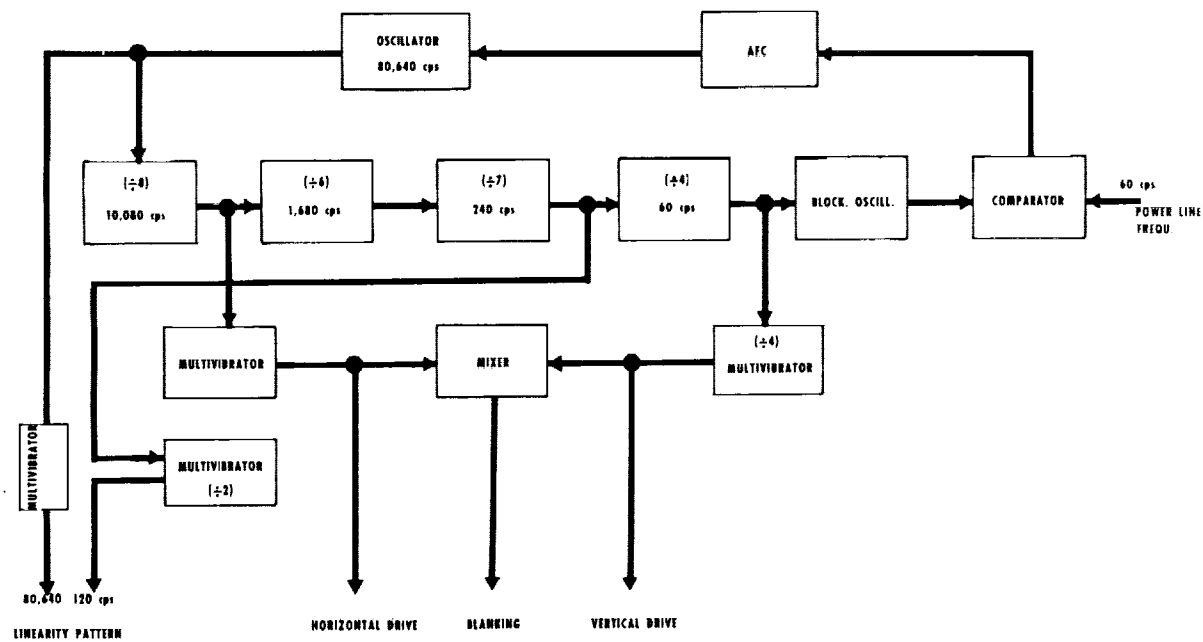 OSCILLATOR
80,640 cps
AFC
(÷8)
10,080 cps
(÷6)
1,680 cps
(÷7)
240 cps
(÷4)
60 cps
BLOCK. OSCILL.
COMPARATOR
60 cps
POWER LINE
FREQU.
MULTIVIBRATOR
MIXER
(÷4)
MULTIVIBRATOR
MULTIVIBRATOR
MULTIVIBRATOR
(÷2)
80,640 120 cps
LINEARITY PATTERN
HORIZONTAL DRIVE
BLANKING
VERTICAL DRIVE